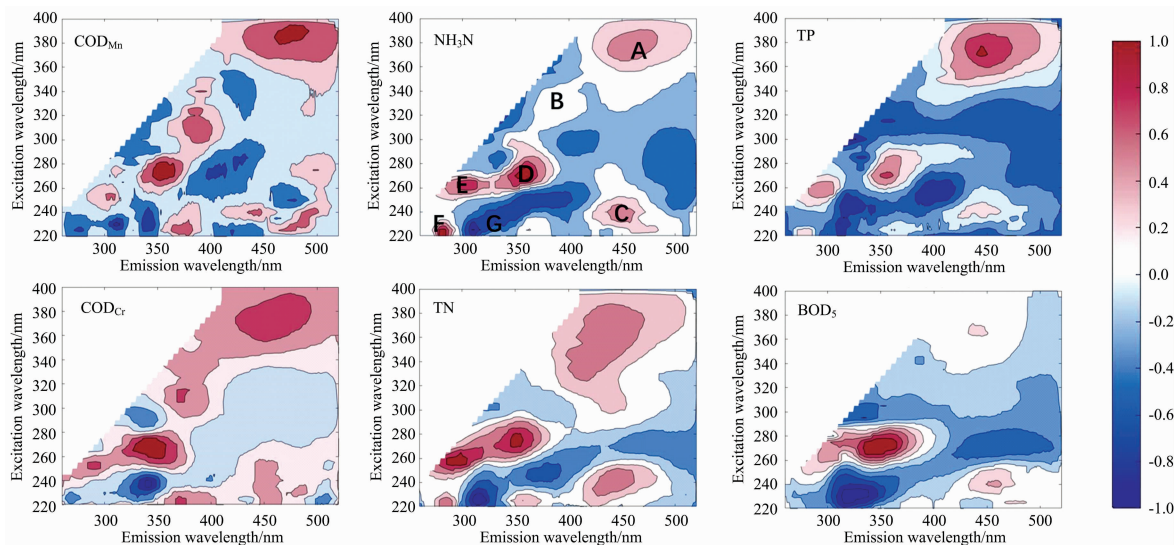 COD_Mn
NH₃N
TP
COD_Cr
TN
BOD₅
A
B
C
D
E
F
G
Excitation wavelength/nm
400
380
360
340
320
300
280
260
240
220
250 300 350 400 450 500
Emission wavelength/nm
Excitation wavelength/nm
400
380
360
340
320
300
280
260
240
220
250 300 350 400 450 500
Emission wavelength/nm
Excitation wavelength/nm
400
380
360
340
320
300
280
260
240
220
300 350 400 450 500
Emission wavelength/nm
Excitation wavelength/nm
400
380
360
340
320
300
280
260
240
220
250 300 350 400 450 500
Emission wavelength/nm
Excitation wavelength/nm
400
380
360
340
320
300
280
260
240
220
250 300 350 400 450 500
Emission wavelength/nm
Excitation wavelength/nm
400
380
360
340
320
300
280
260
240
220
300 350 400 450 500
Emission wavelength/nm
1.0
0.8
0.6
0.4
0.2
0.0
-0.2
-0.4
-0.6
-0.8
-1.0